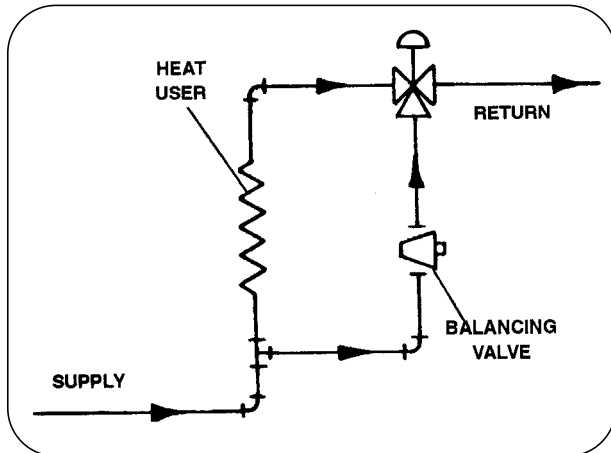 HEAT
USER
RETURN
BALANCING
VALVE
SUPPLY